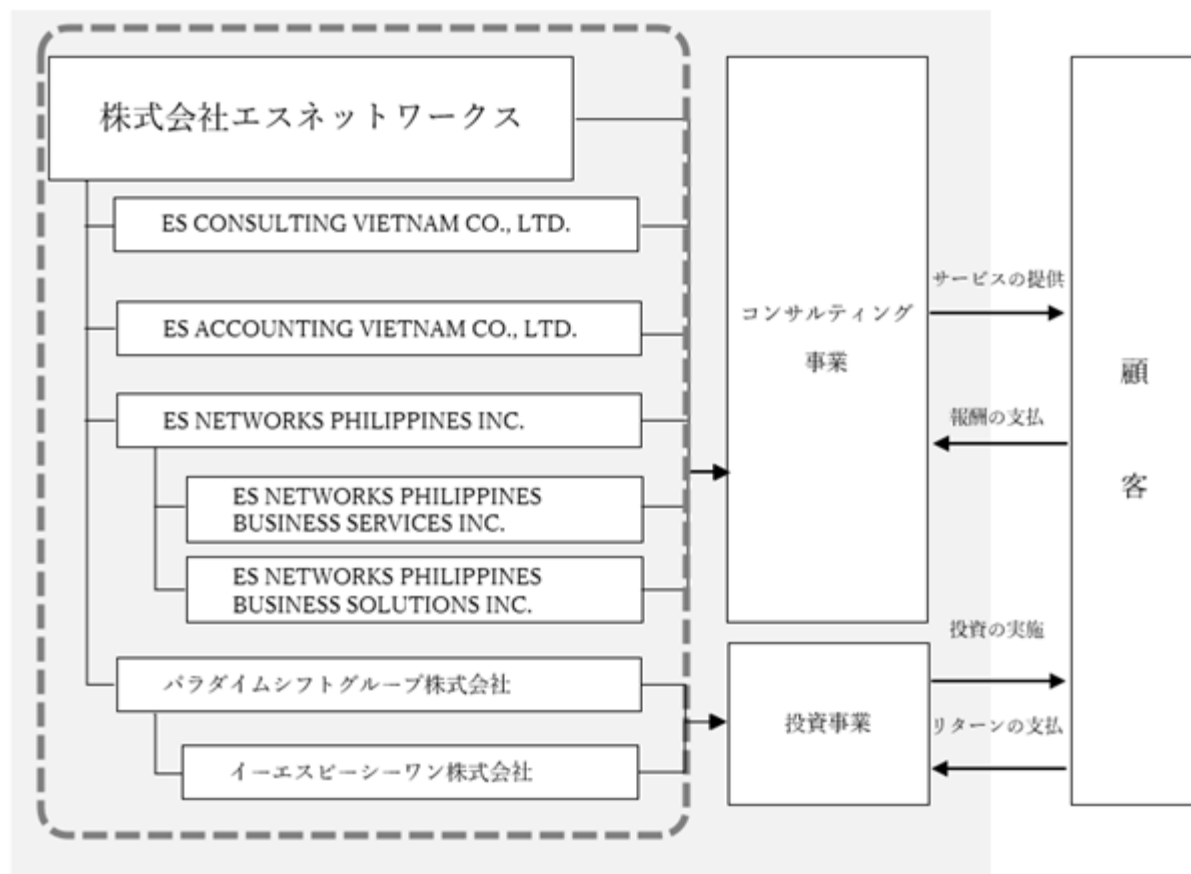 株式会社エスネットワークス
ES CONSULTING VIETNAM CO., LTD.
ES ACCOUNTING VIETNAM CO., LTD.
ES NETWORKS PHILIPPINES INC.
ES NETWORKS PHILIPPINES
BUSINESS SERVICES INC.
ES NETWORKS PHILIPPINES
BUSINESS SOLUTIONS INC.
パラダイムシフトグループ株式会社
イーエスピーシーワン株式会社
コンサルティング
事業
投資事業
サービスの提供
報酬の支払
投資の実施
リターンの支払
顧
客